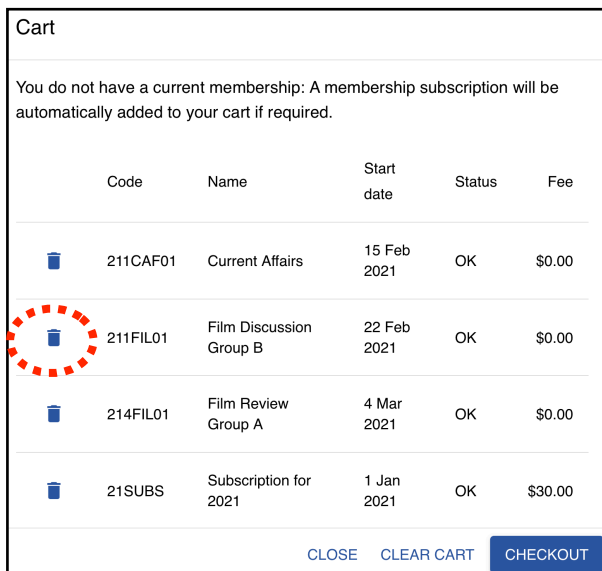 Cart
You do not have a current membership: A membership subscription will be
automatically added to your cart if required.
Code Name Start date Status Fee
211CAF01 Current Affairs 15 Feb 2021 OK $0.00
211FIL01 Film Discussion Group B 22 Feb 2021 OK $0.00
214FIL01 Film Review Group A 4 Mar 2021 OK $0.00
21SUBS Subscription for 2021 1 Jan 2021 OK $30.00
CLOSE CLEAR CART CHECKOUT